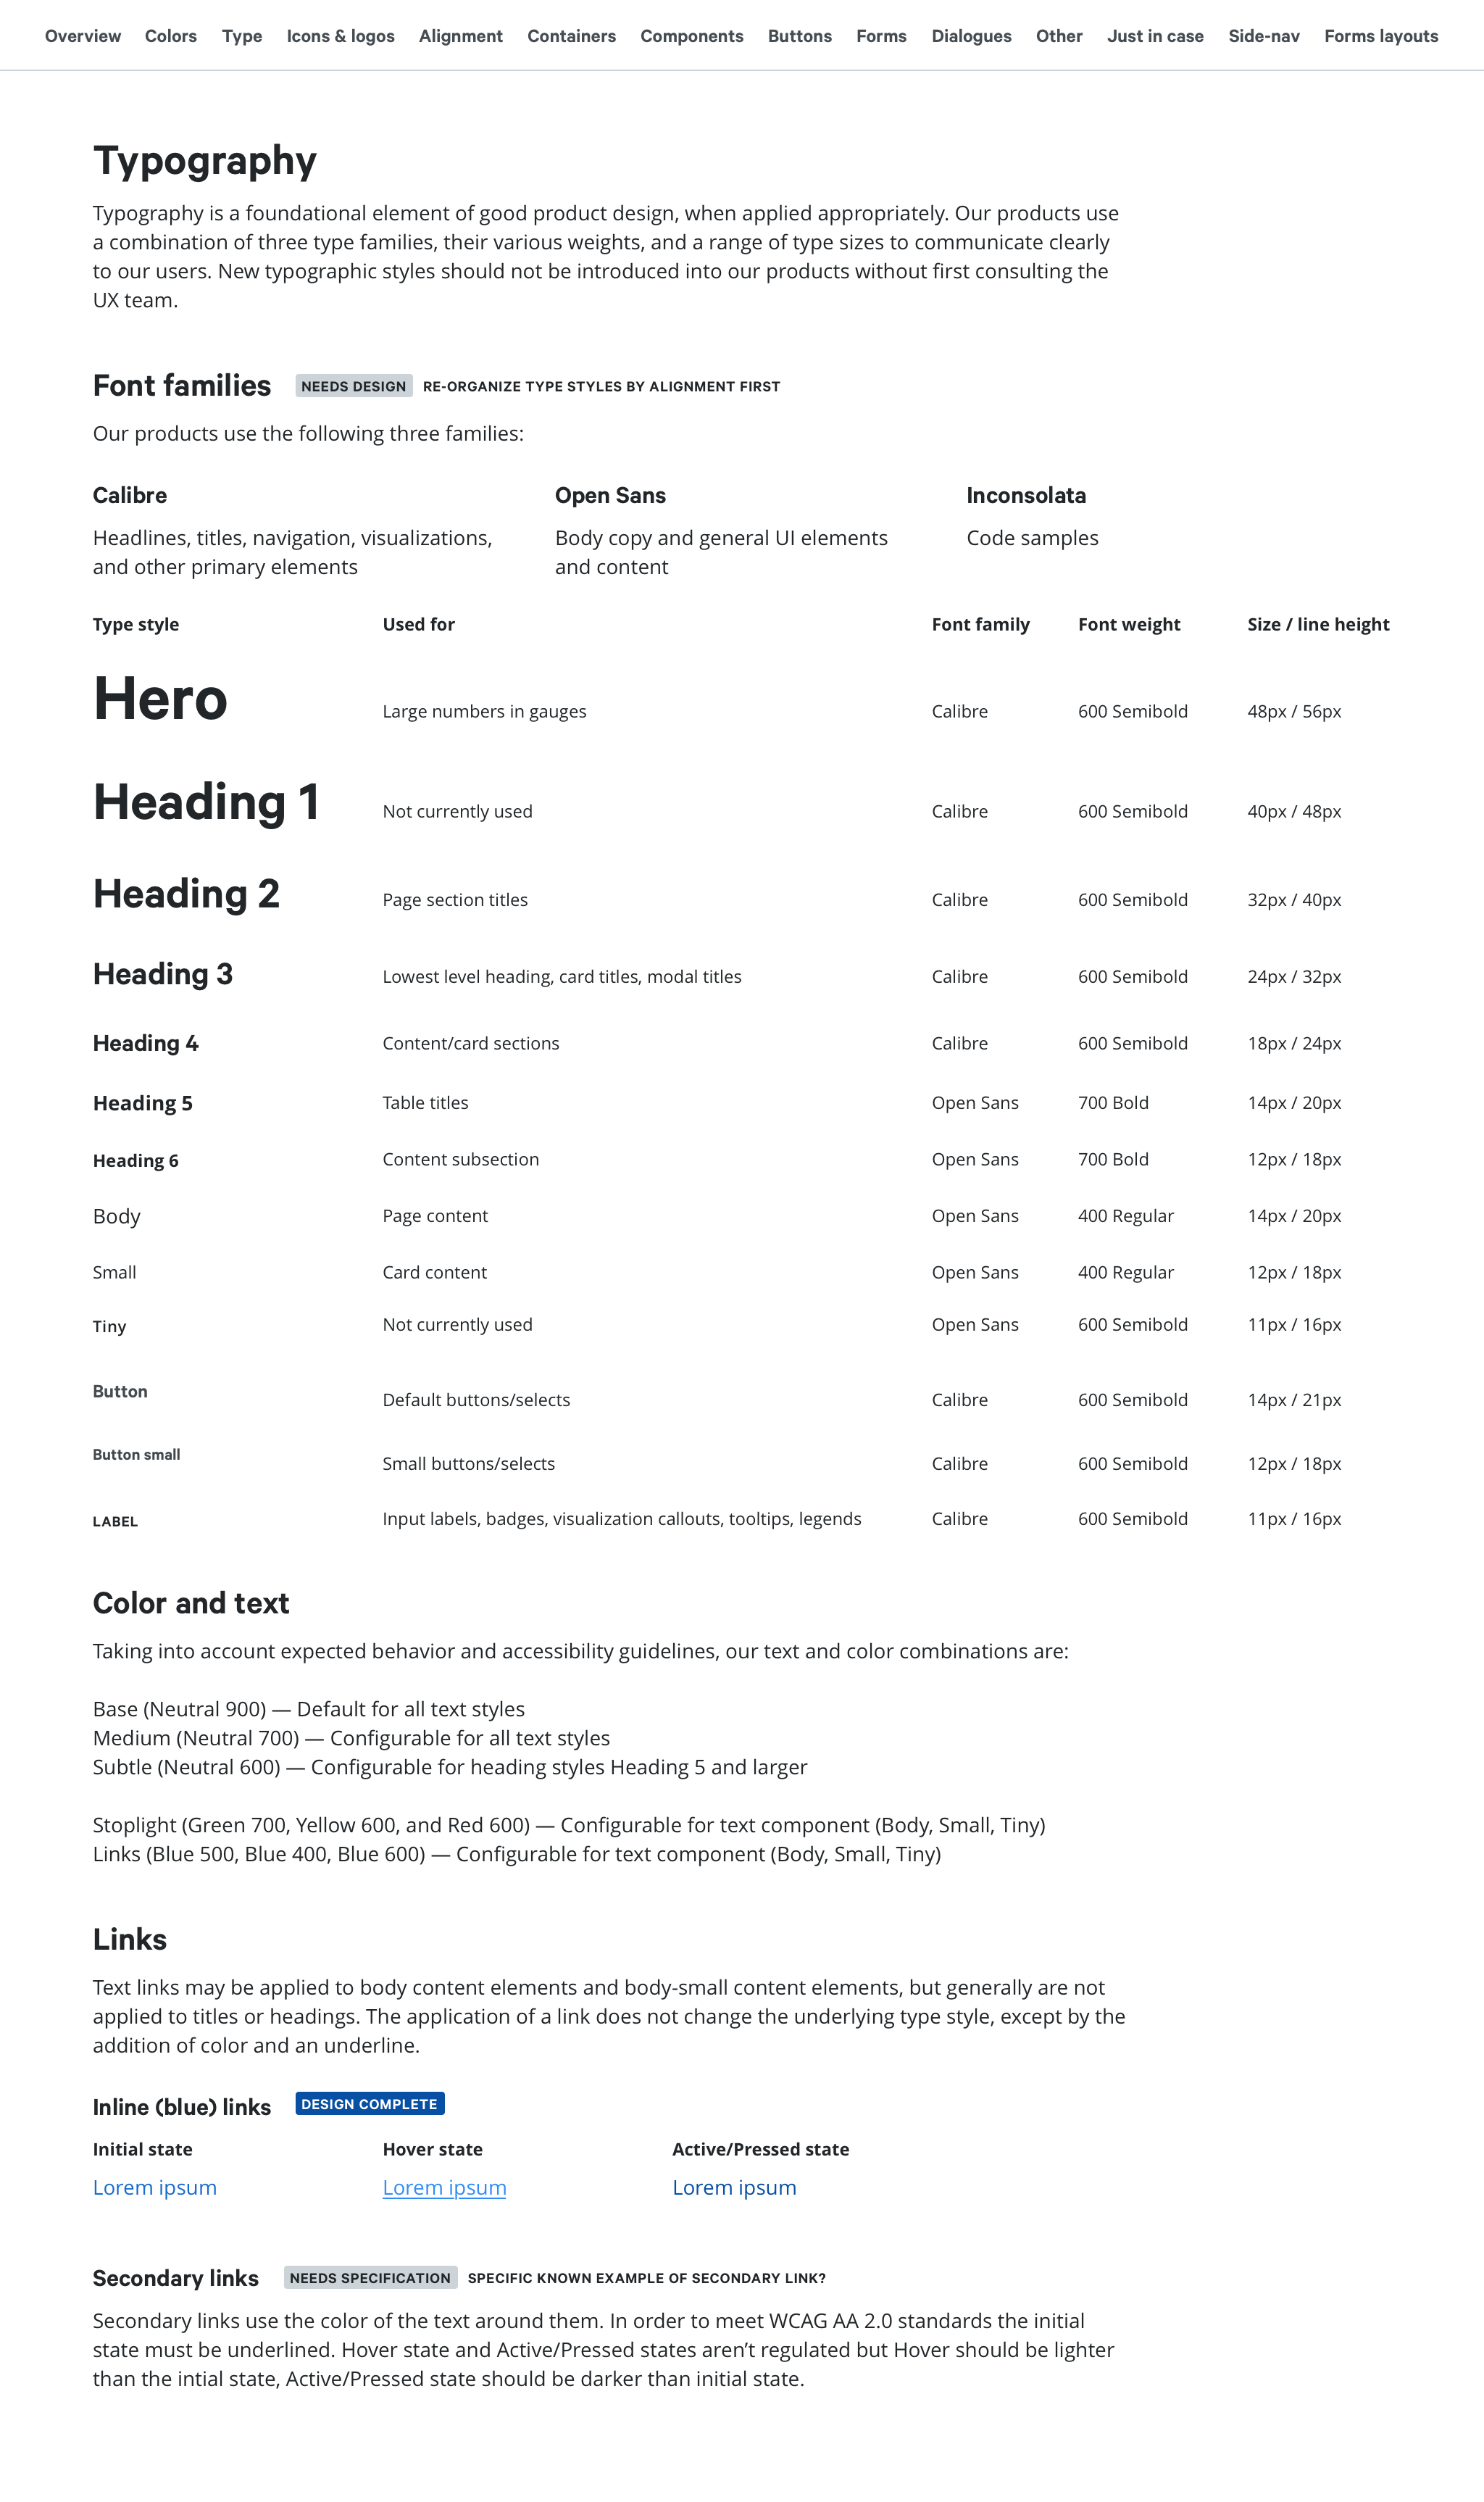 Overview Colors Type Icons & logos Alignment Containers Components Buttons Forms Dialogues Other Just in case Side-nav Forms layouts
Typography
Typography is a foundational element of good product design, when applied appropriately. Our products use
a combination of three type families, their various weights, and a range of type sizes to communicate clearly
to our users. New typographic styles should not be introduced into our products without first consulting the
UX team.
Font families NEEDS DESIGN RE-ORGANIZE TYPE STYLES BY ALIGNMENT FIRST
Our products use the following three families:
Calibre
Headlines, titles, navigation, visualizations,
and other primary elements
Open Sans
Body copy and general UI elements
and content
Inconsolata
Code samples
Type style Used for Font family Font weight Size / line height
Hero Large numbers in gauges Calibre 600 Semibold 48px / 56px
Heading 1 Not currently used Calibre 600 Semibold 40px / 48px
Heading 2 Page section titles Calibre 600 Semibold 32px / 40px
Heading 3 Lowest level heading, card titles, modal titles Calibre 600 Semibold 24px / 32px
Heading 4 Content/card sections Calibre 600 Semibold 18px / 24px
Heading 5 Table titles Open Sans 700 Bold 14px / 20px
Heading 6 Content subsection Open Sans 700 Bold 12px / 18px
Body Page content Open Sans 400 Regular 14px / 20px
Small Card content Open Sans 400 Regular 12px / 18px
Tiny Not currently used Open Sans 600 Semibold 11px / 16px
Button Default buttons/selects Calibre 600 Semibold 14px / 21px
Button small Small buttons/selects Calibre 600 Semibold 12px / 18px
LABEL Input labels, badges, visualization callouts, tooltips, legends Calibre 600 Semibold 11px / 16px
Color and text
Taking into account expected behavior and accessibility guidelines, our text and color combinations are:
Base (Neutral 900) — Default for all text styles
Medium (Neutral 700) — Configurable for all text styles
Subtle (Neutral 600) — Configurable for heading styles Heading 5 and larger
Stoplight (Green 700, Yellow 600, and Red 600) — Configurable for text component (Body, Small, Tiny)
Links (Blue 500, Blue 400, Blue 600) — Configurable for text component (Body, Small, Tiny)
Links
Text links may be applied to body content elements and body-small content elements, but generally are not
applied to titles or headings. The application of a link does not change the underlying type style, except by the
addition of color and an underline.
Inline (blue) links DESIGN COMPLETE
Initial state Hover state Active/Pressed state
Lorem ipsum Lorem ipsum Lorem ipsum
Secondary links NEEDS SPECIFICATION SPECIFIC KNOWN EXAMPLE OF SECONDARY LINK?
Secondary links use the color of the text around them. In order to meet WCAG AA 2.0 standards the initial
state must be underlined. Hover state and Active/Pressed states aren’t regulated but Hover should be lighter
than the intial state, Active/Pressed state should be darker than initial state.